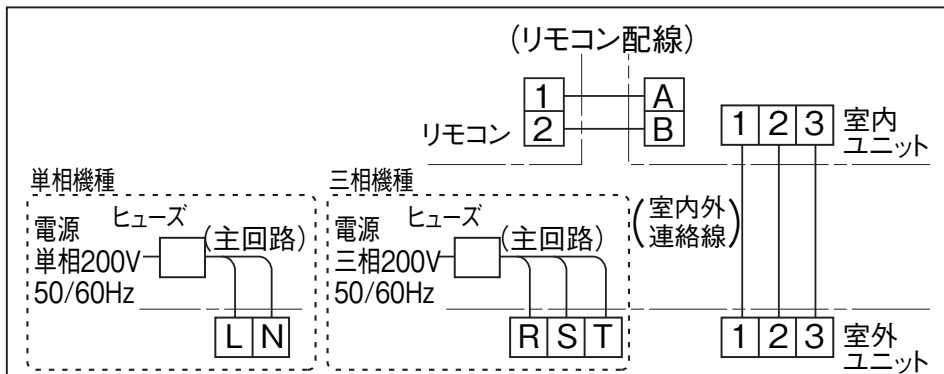 (リモコン配線)
1 A
リモコン 2 B
1 2 3 室内
ユニット
単相機種
ヒューズ
電源
(主回路)
単相200V
50/60Hz
L N
三相機種
ヒューズ
電源
(主回路)
三相200V
50/60Hz
R S T
(室内外
連絡線)
1 2 3 室外
ユニット